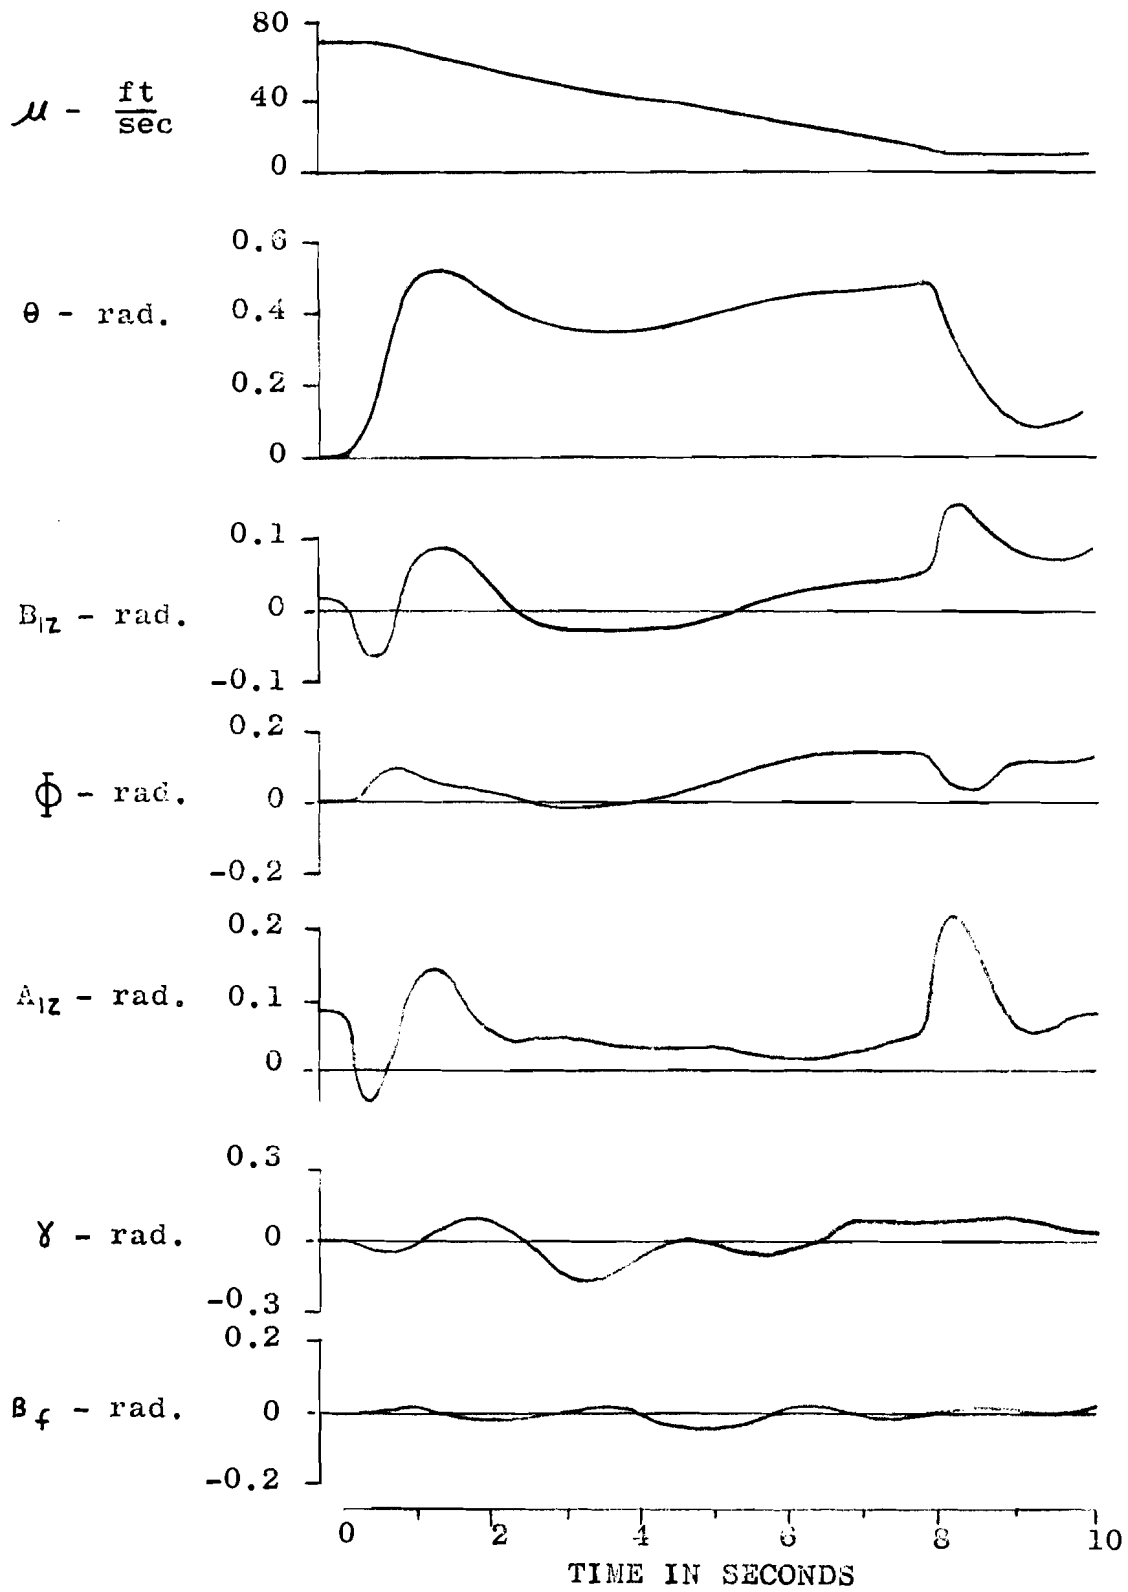 80
μ - ft/sec
40
0
0.6
θ - rad.
0.4
0.2
0
0.1
B1Z - rad.
0
-0.1
0.2
Φ - rad.
0
-0.2
0.2
A1Z - rad.
0.1
0
0.3
γ - rad.
0
-0.3
0.2
βf - rad.
0
-0.2
0 2 4 6 8 10
TIME IN SECONDS